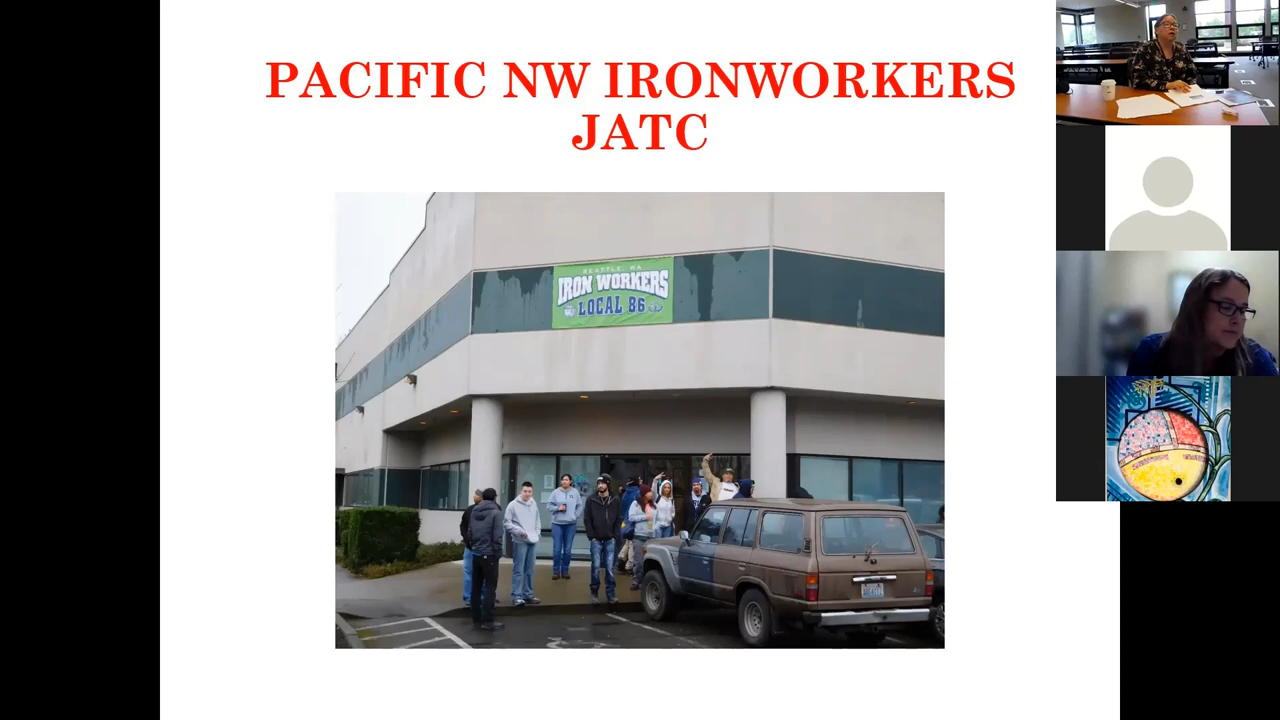 PACIFIC NW IRONWORKERS
JATC
SEATTLE, WA
IRON WORKERS
LOCAL 86